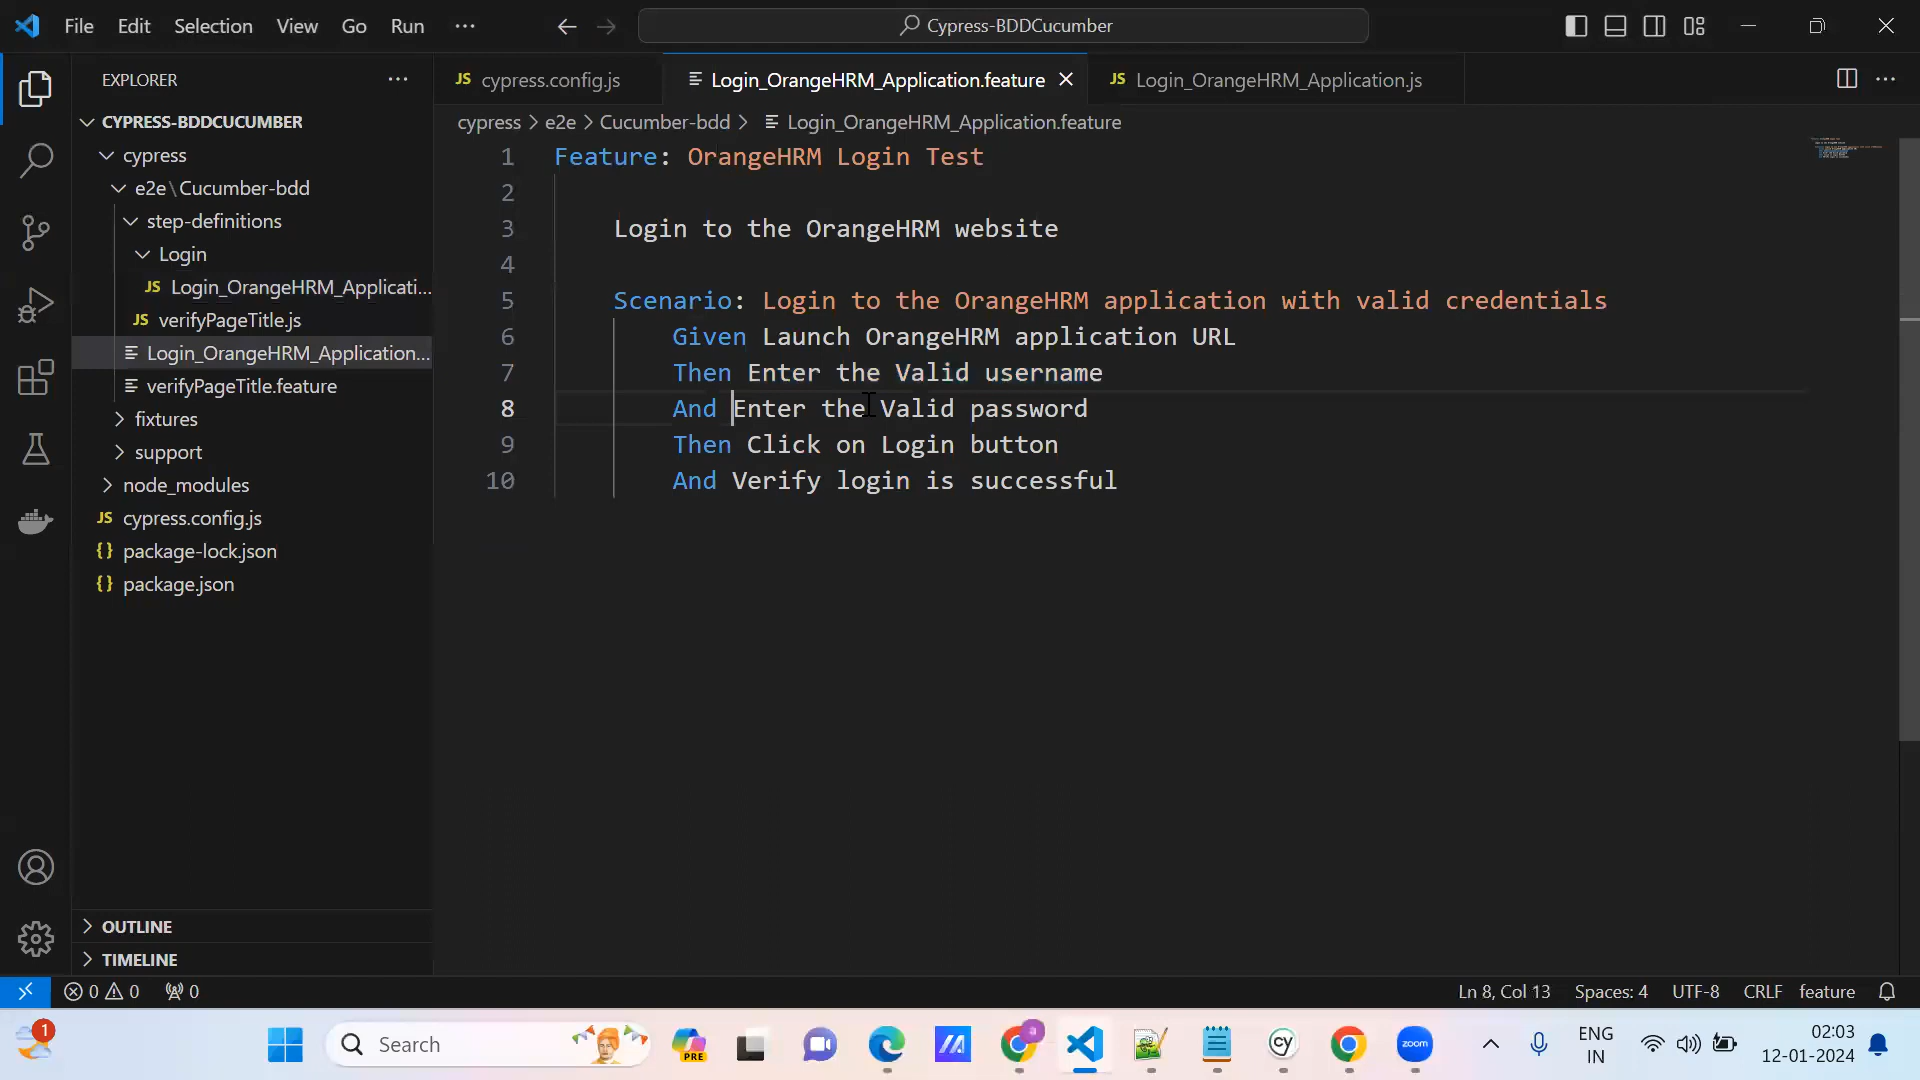 File Edit Selection View Go Run ··· Cypress-BDDCucumber
EXPLORER ···
JS cypress.config.js
Login_OrangeHRM_Application.feature
JS Login_OrangeHRM_Application.js
cypress > e2e > Cucumber-bdd > Login_OrangeHRM_Application.feature
CYPRESS-BDDCUCUMBER
cypress
e2e\Cucumber-bdd
step-definitions
Login
JS Login_OrangeHRM_Applicati...
JS verifyPageTitle.js
Login_OrangeHRM_Application...
verifyPageTitle.feature
fixtures
support
node_modules
JS cypress.config.js
{} package-lock.json
{} package.json
OUTLINE
TIMELINE
1 Feature: OrangeHRM Login Test
2
3 Login to the OrangeHRM website
4
5 Scenario: Login to the OrangeHRM application with valid credentials
6 Given Launch OrangeHRM application URL
7 Then Enter the Valid username
8 And Enter the Valid password
9 Then Click on Login button
10 And Verify login is successful
0 0 0 Ln 8, Col 13 Spaces: 4 UTF-8 CRLF feature
1
Search
PRE
a
cy
zoom
ENG
IN
02:03
12-01-2024